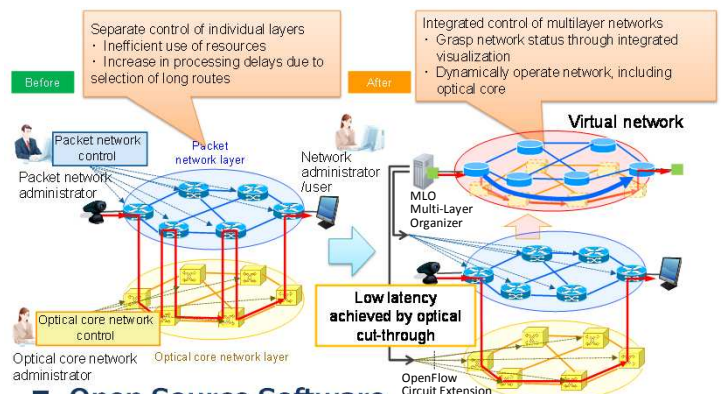 Separate control of individual layers
・ Inefficient use of resources
・ Increase in processing delays due to
selection of long routes
Before
Packet network
control
Packet network
administrator
Packet
network layer
Optical core network
control
Optical core network
administrator
Optical core network layer
Integrated control of multilayer networks
・ Grasp network status through integrated
visualization
・ Dynamically operate network, including
optical core
After
Network
administrator
/user
Virtual network
MLO
Multi-Layer
Organizer
Low latency
achieved by optical
cut-through
OpenFlow
Circuit Extension
Open Source Software